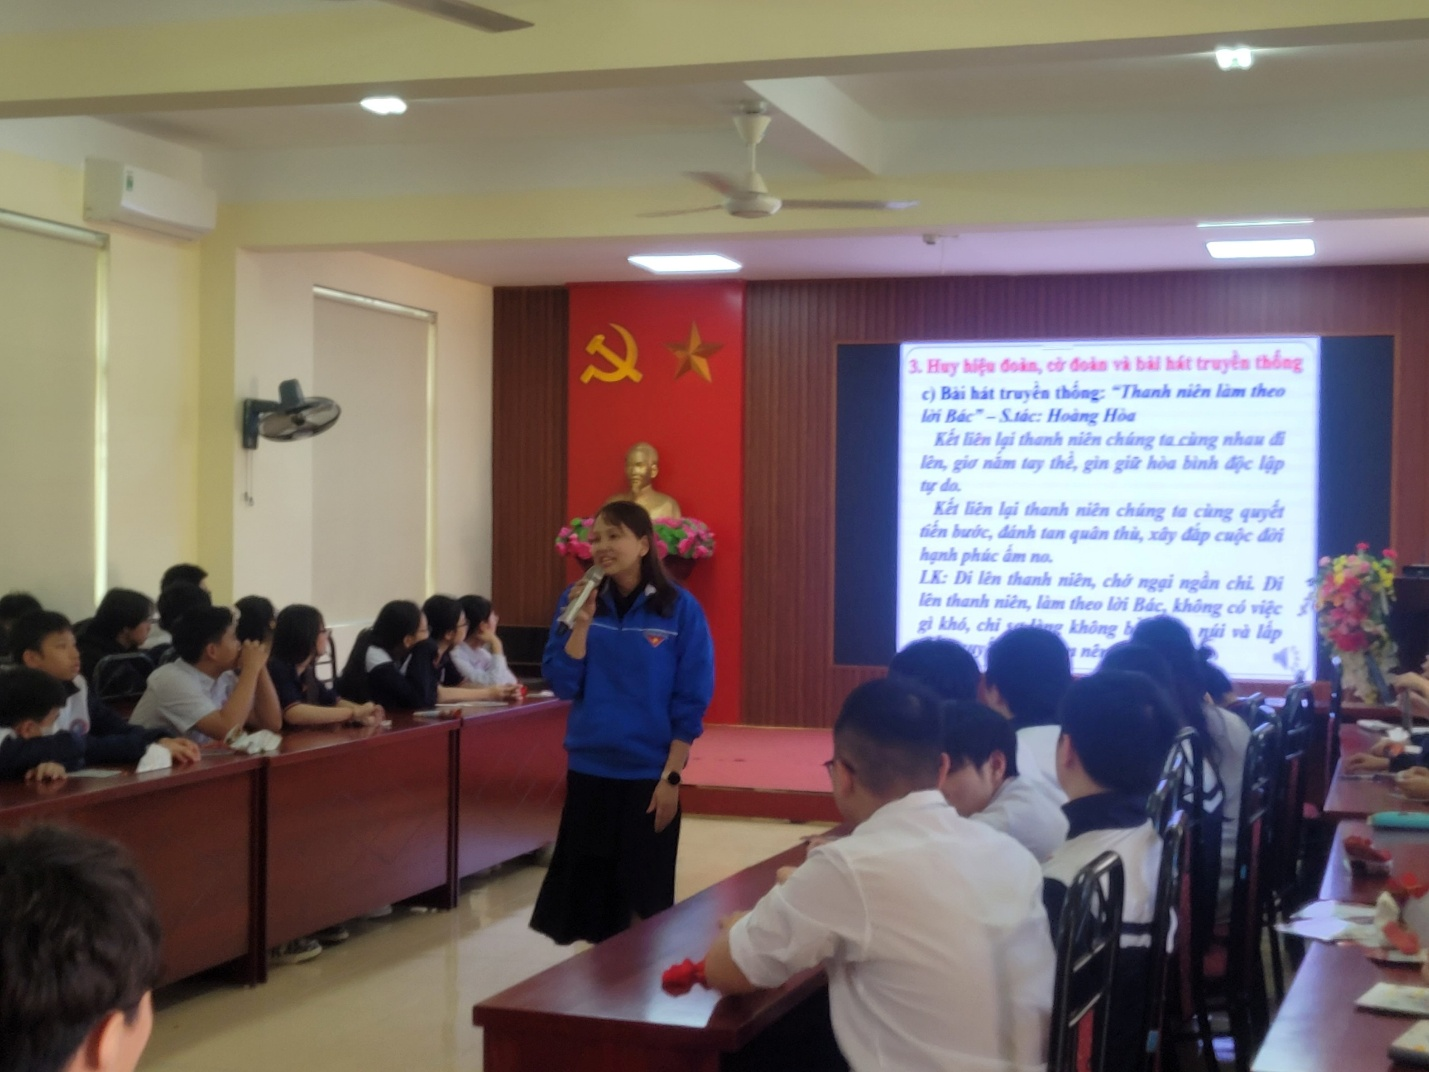 3. Huy hiệu đoàn, cờ đoàn và bài hát truyền thống
c) Bài hát truyền thống: “Thanh niên làm theo
lời Bác” – S.tác: Hoàng Hòa
Kết liên lại thanh niên chúng ta cùng nhau đi
lên, giơ nắm tay thề, gìn giữ hòa bình độc lập
tự do.
Kết liên lại thanh niên chúng ta cùng quyết
tiến bước, đánh tan quân thù, xây đắp cuộc đời
hạnh phúc ấm no.
LK: Đi lên thanh niên, chớ ngại ngần chi. Đi
lên thanh niên, làm theo lời Bác, không có việc
gì khó, chỉ sợ lòng không núi và lấp